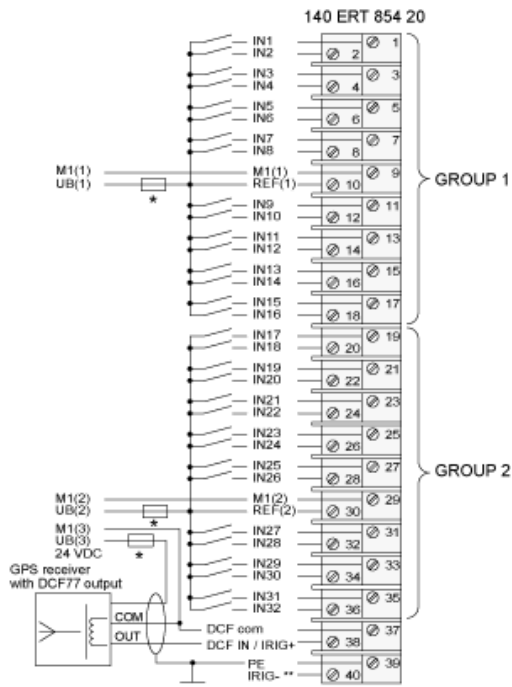 140 ERT 854 20
IN1 1
IN2 2
IN3 3
IN4 4
IN5 5
IN6 6
IN7 7
IN8 8
M1(1) M1(1) 9
UB(1) REF(1) 10
*
IN9 11
IN10 12
IN11 13
IN12 14
IN13 15
IN14 16
IN15 17
IN16 18
GROUP 1
IN17 19
IN18 20
IN19 21
IN20 22
IN21 23
IN22 24
IN23 25
IN24 26
IN25 27
IN26 28
M1(2) M1(2) 29
UB(2) REF(2) 30
*
GROUP 2
M1(3) IN27 31
UB(3) IN28 32
24 VDC *
IN29 33
IN30 34
GPS receiver
with DCF77 output
IN31 35
IN32 36
COM DCF com 37
OUT DCF IN / IRIG+ 38
PE 39
IRIG- ** 40